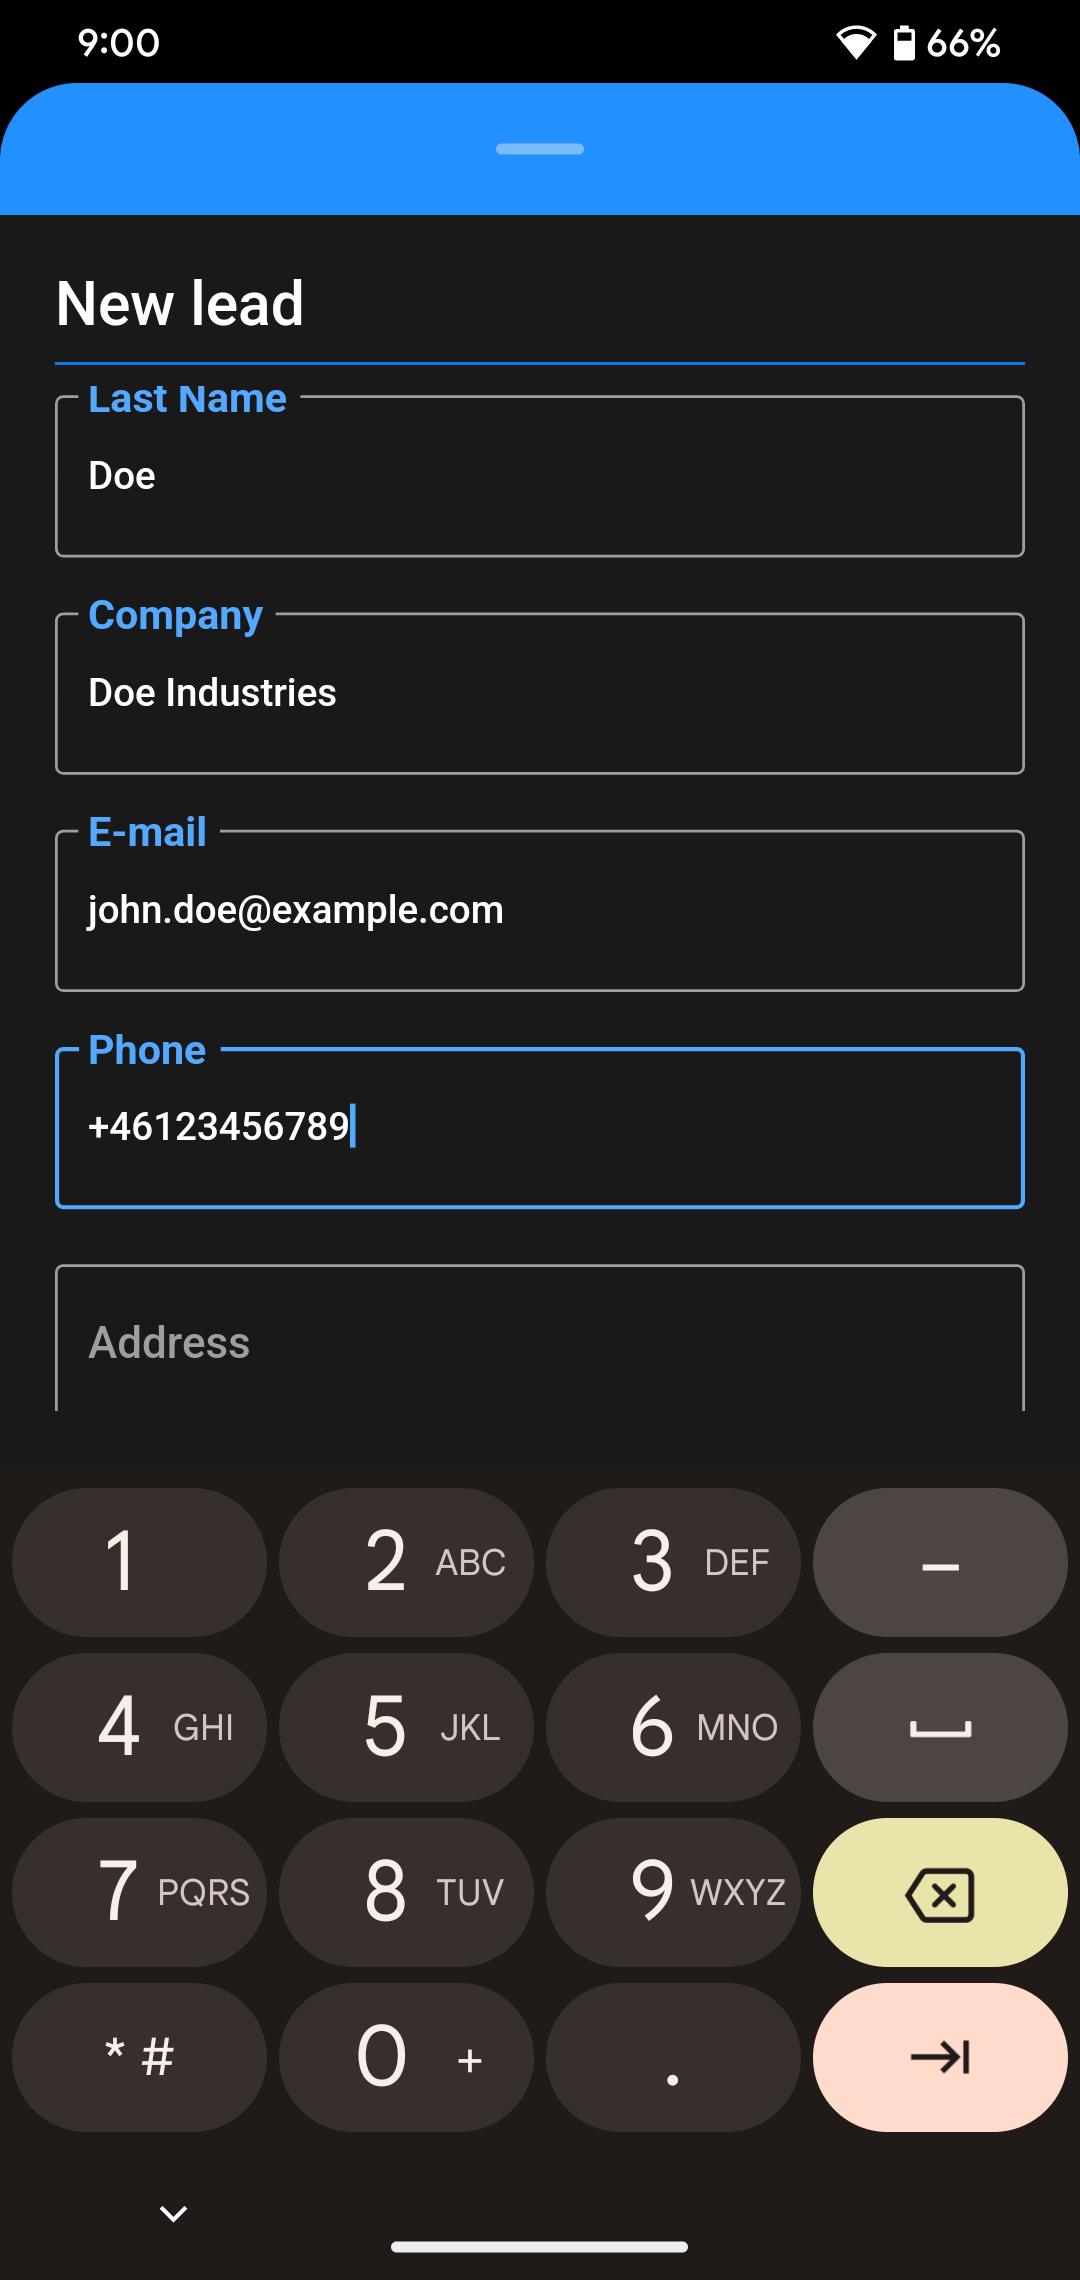 9:00 66%
New lead
Last Name
Doe
Company
Doe Industries
E-mail
john.doe@example.com
Phone
+46123456789
Address
1 2 ABC 3 DEF –
4 GHI 5 JKL 6 MNO
7 PQRS 8 TUV 9 WXYZ
* # 0 + .